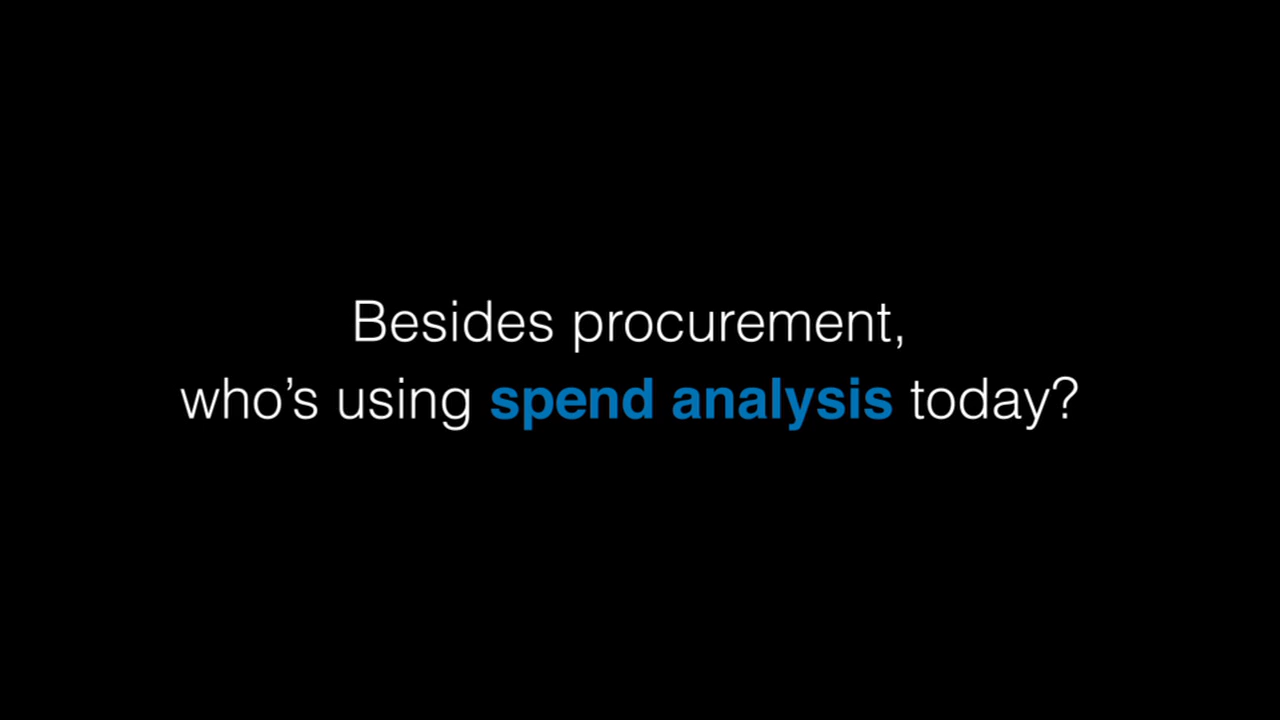 Besides procurement,
who’s using spend analysis today?